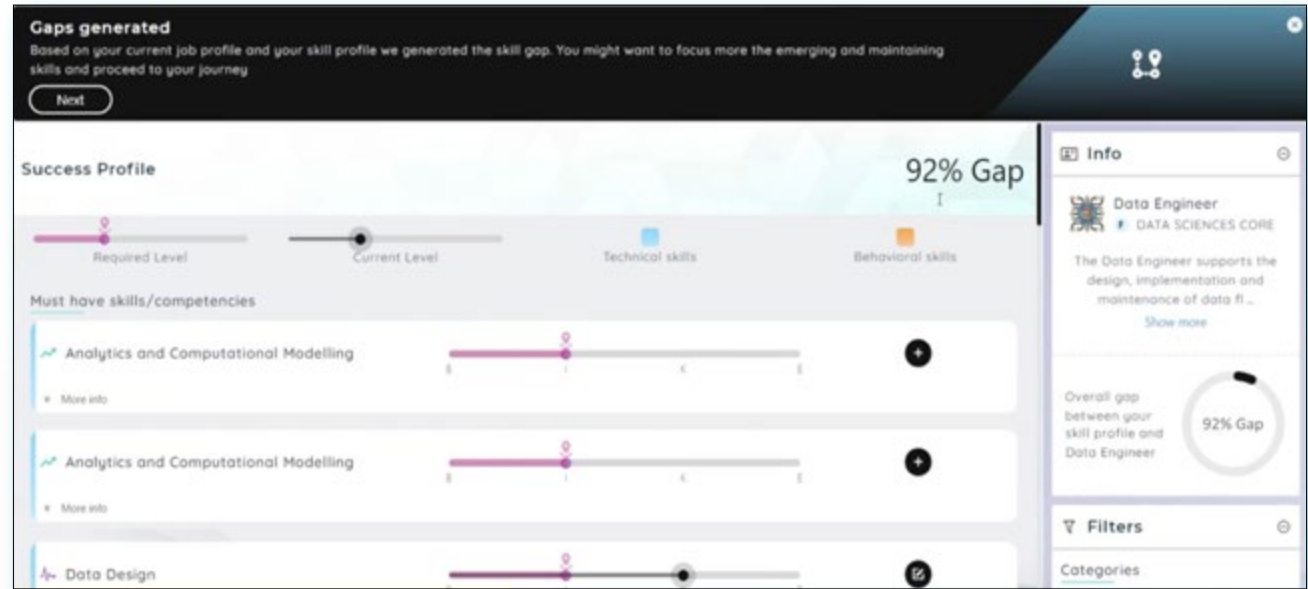 Gaps generated
Based on your current job profile and your skill profile we generated the skill gap. You might want to focus more the emerging and maintaining
skills and proceed to your journey
Next
Success Profile
92% Gap
Required Level
Current Level
Technical skills
Behavioral skills
Must have skills/competencies
Analytics and Computational Modelling
B I E
More info
Analytics and Computational Modelling
B I E
More info
Data Design
Info
Data Engineer
F DATA SCIENCES CORE
The Data Engineer supports the
design, implementation and
maintenance of data fl...
Show more
Overall gap
between your
skill profile and
Data Engineer
92% Gap
Filters
Categories